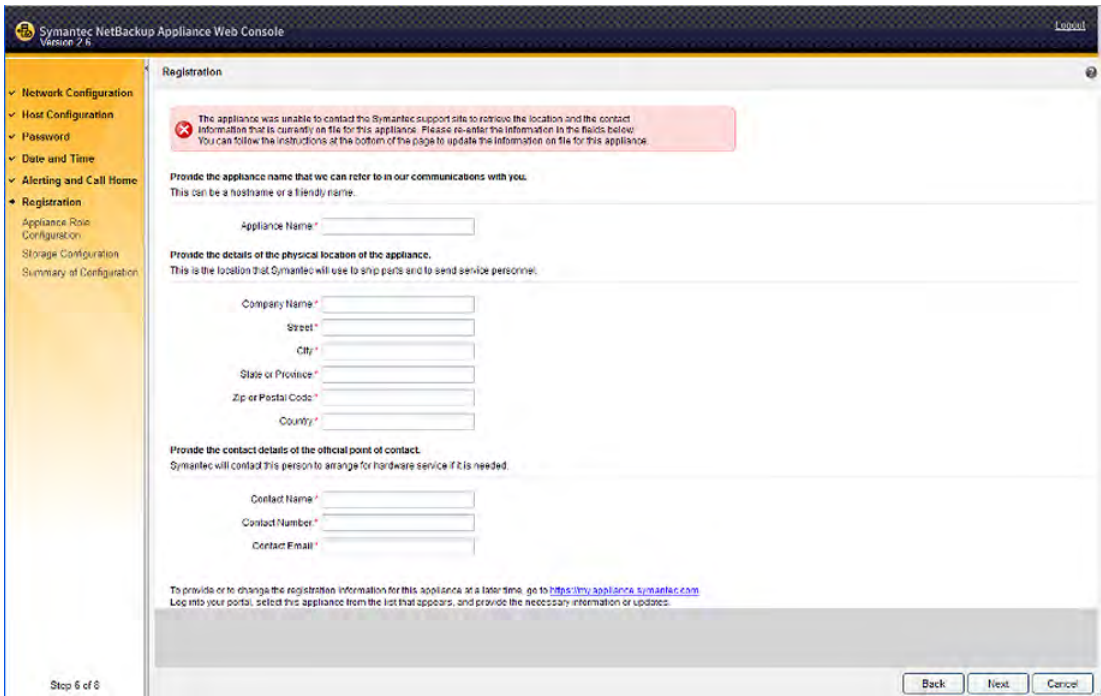 Symantec NetBackup Appliance Web Console
Version 2.6
Logout
Network Configuration
Host Configuration
Password
Date and Time
Alerting and Call Home
Registration
Appliance Role
Configuration
Storage Configuration
Summary of Configuration
Step 6 of 8
Registration
The appliance was unable to contact the Symantec support site to retrieve the location and the contact
information that is currently on file for this appliance. Please re-enter the information in the fields below.
You can follow the instructions at the bottom of the page to update the information on file for this appliance.
Provide the appliance name that we can refer to in our communications with you.
This can be a hostname or a friendly name.
Appliance Name:*
Provide the details of the physical location of the appliance.
This is the location that Symantec will use to ship parts and to send service personnel.
Company Name:*
Street:*
City:*
State or Province:*
Zip or Postal Code:*
Country:*
Provide the contact details of the official point of contact.
Symantec will contact this person to arrange for hardware service if it is needed.
Contact Name:*
Contact Number:*
Contact Email:*
To provide or to change the registration information for this appliance at a later time, go to https://my.appliance.symantec.com
Log into your portal, select this appliance from the list that appears, and provide the necessary information or updates.
Back
Next
Cancel